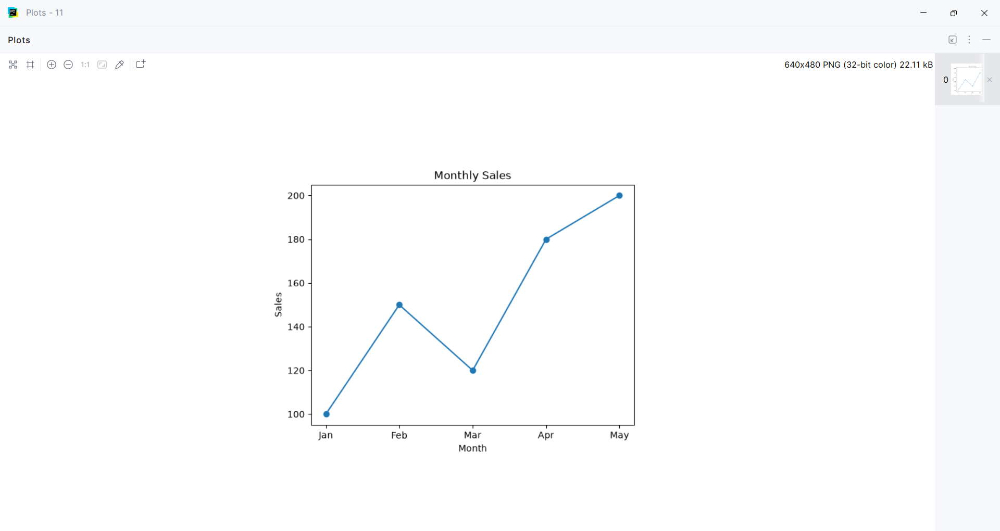 Plots - 11
Plots
1:1
640x480 PNG (32-bit color) 22.11 kB
0
Monthly Sales
200
180
160
140
120
100
Sales
Jan Feb Mar Apr May
Month